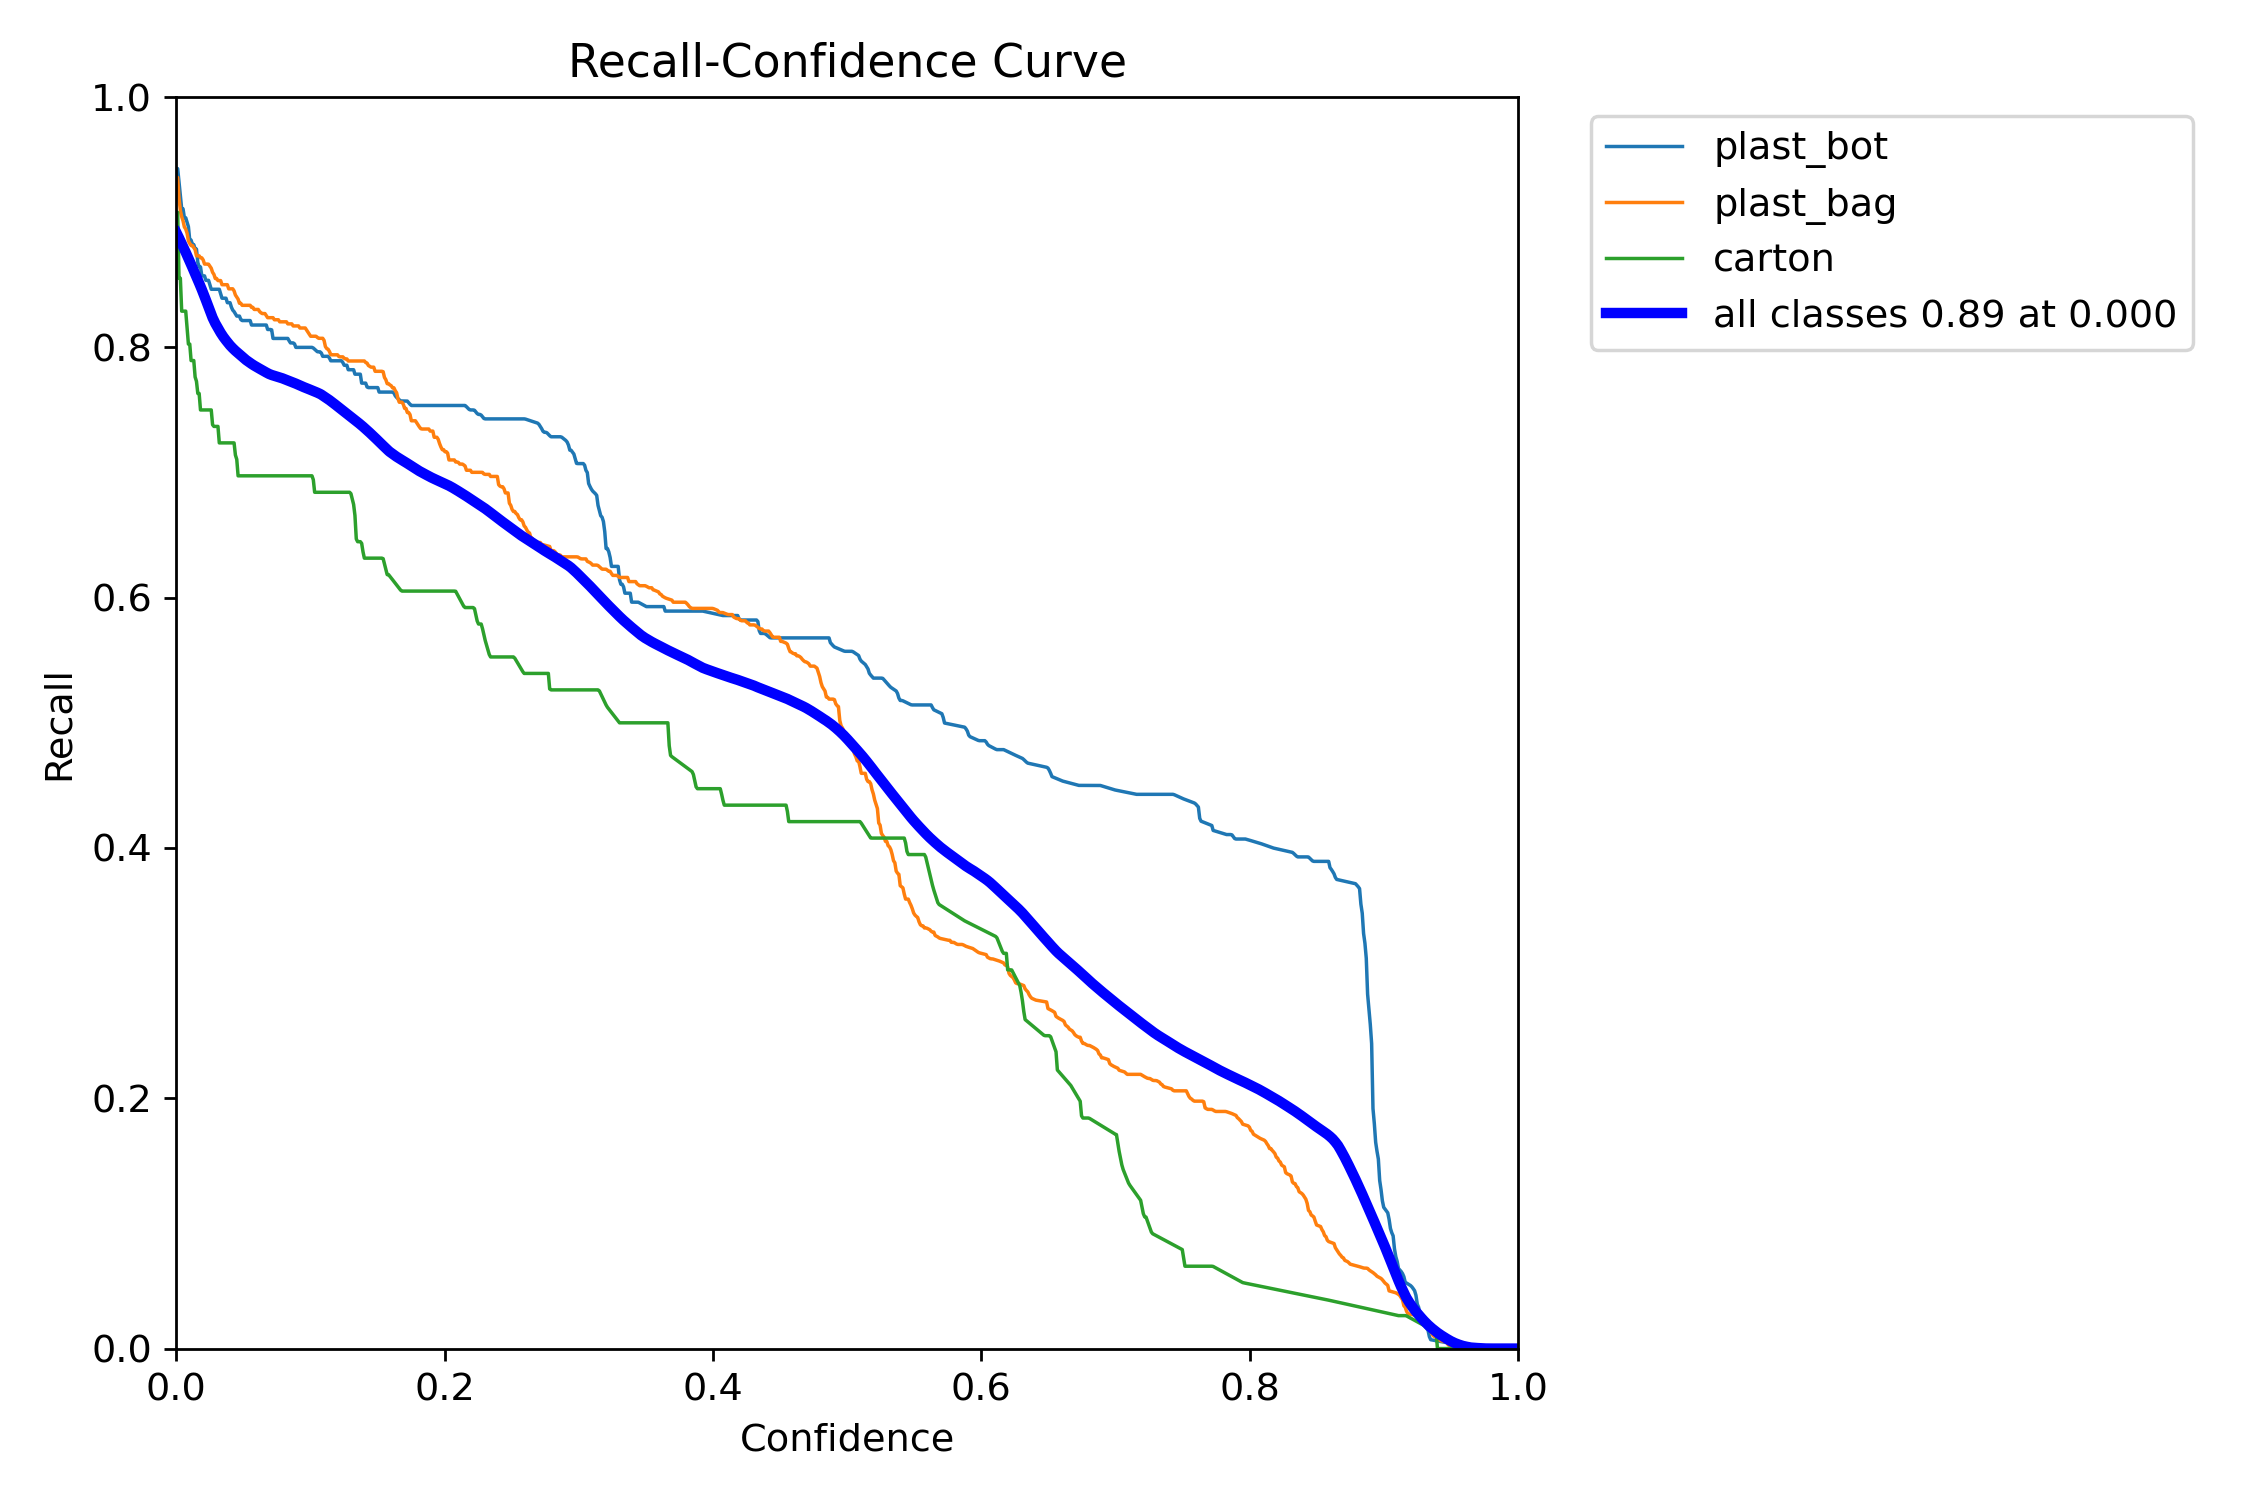 Recall-Confidence Curve
1.0
0.8
0.6
0.4
0.2
0.0
Recall
0.0 0.2 0.4 0.6 0.8 1.0
Confidence
plast_bot
plast_bag
carton
all classes 0.89 at 0.000